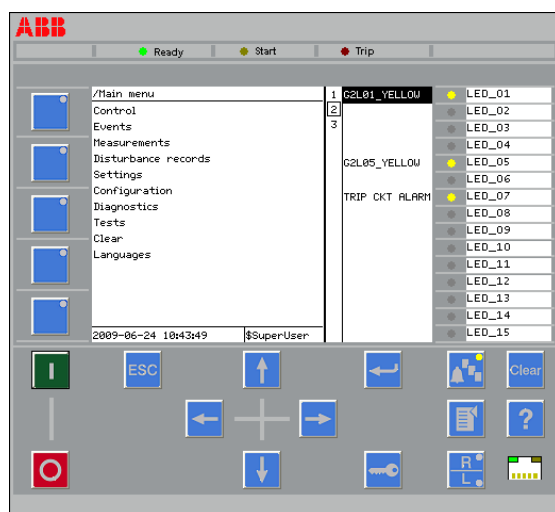 ABB
Ready
Start
Trip
/Main menu
Control
Events
Measurements
Disturbance records
Settings
Configuration
Diagnostics
Tests
Clear
Languages
2009-06-24 10:43:49
$SuperUser
1
2
3
G2L01_YELLOW
G2L05_YELLOW
TRIP CKT ALARM
LED_01
LED_02
LED_03
LED_04
LED_05
LED_06
LED_07
LED_08
LED_09
LED_10
LED_11
LED_12
LED_13
LED_14
LED_15
I
ESC
Clear
?
O
R
L